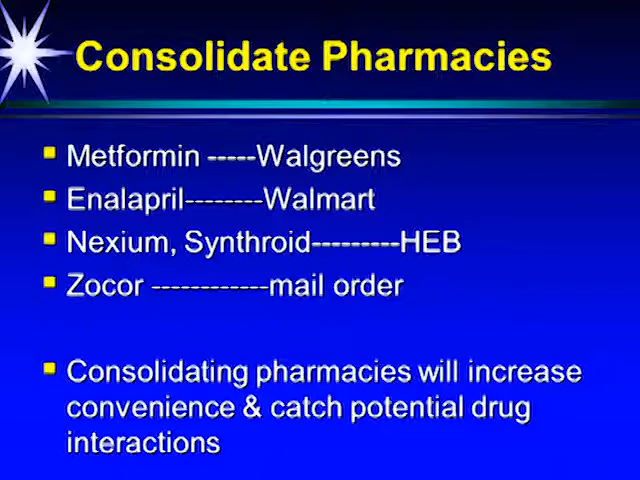 Consolidate Pharmacies
Metformin -----Walgreens
Enalapril--------Walmart
Nexium, Synthroid---------HEB
Zocor ------------mail order
Consolidating pharmacies will increase
convenience & catch potential drug
interactions